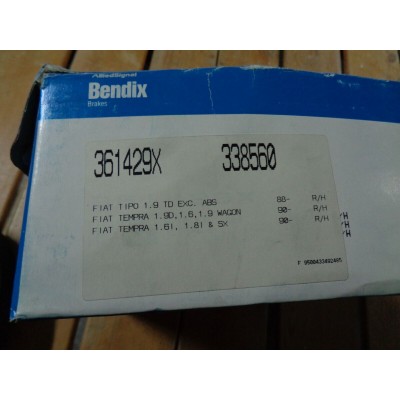 AlliedSignal
Bendix
Brakes
361429X 338560
FIAT TIPO 1.9 TD EXC. ABS 88- R/H
FIAT TEMPRA 1.9D,1.6,1.9 WAGON 90- R/H
FIAT TEMPRA 1.6I, 1.8I & SX 90- R/H
/H
/H